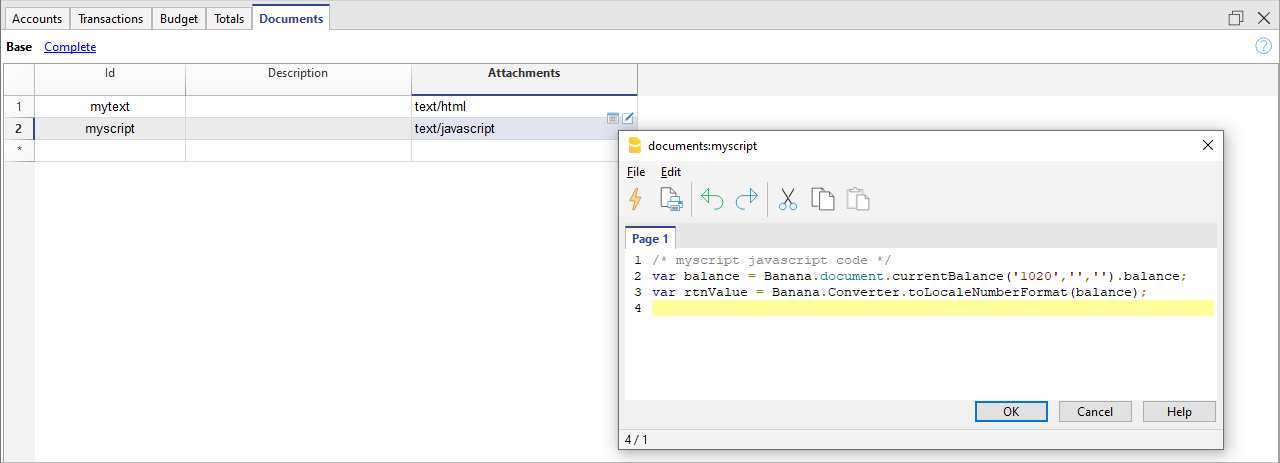 Accounts Transactions Budget Totals Documents
Base Complete
Id Description Attachments
1 mytext text/html
2 myscript text/javascript
*
documents:myscript
File Edit
Page 1
1 /* myscript javascript code */
2 var balance = Banana.document.currentBalance('1020','','').balance;
3 var rtnValue = Banana.Converter.toLocaleNumberFormat(balance);
4
OK Cancel Help
4 / 1